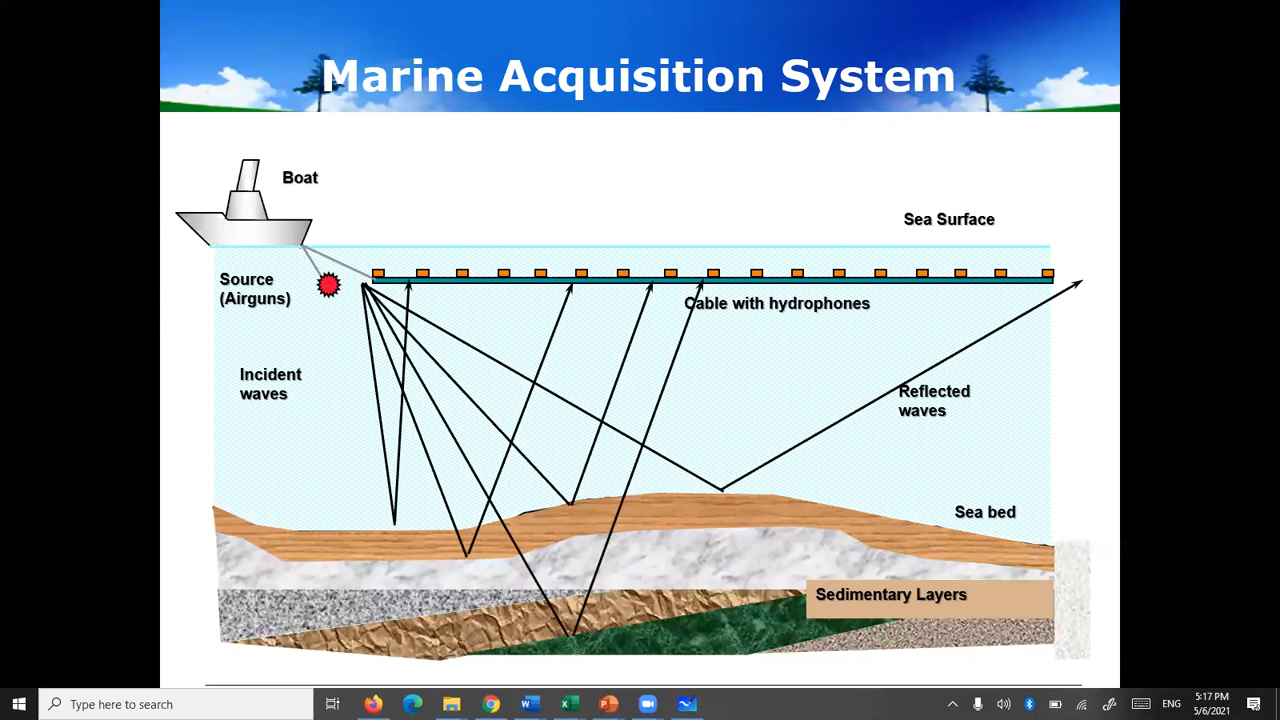 Marine Acquisition System
Boat
Sea Surface
Source
(Airguns)
Cable with hydrophones
Incident
waves
Reflected
waves
Sea bed
Sedimentary Layers
Type here to search
ENG
5:17 PM
5/6/2021